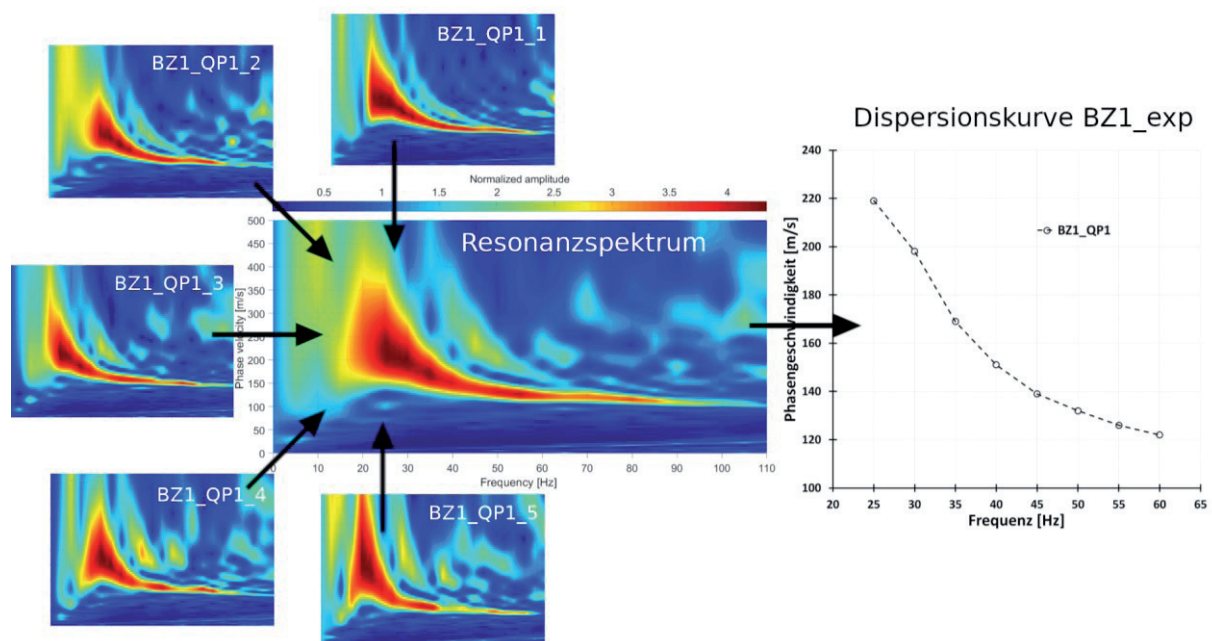 BZ1_QP1_1
BZ1_QP1_2
Normalized amplitude
0.5 1 1.5 2 2.5 3 3.5 4
Resonanzspektrum
BZ1_QP1_3
Phase velocity [m/s]
500
450
400
350
300
250
200
150
100
50
0
0 10 20 30 40 50 60 70 80 90 100 110
Frequency [Hz]
BZ1_QP1_4
BZ1_QP1_5
Dispersionskurve BZ1_exp
Phasengeschwindigkeit [m/s]
240
220
200
180
160
140
120
100
BZ1_QP1
20 25 30 35 40 45 50 55 60 65
Frequenz [Hz]